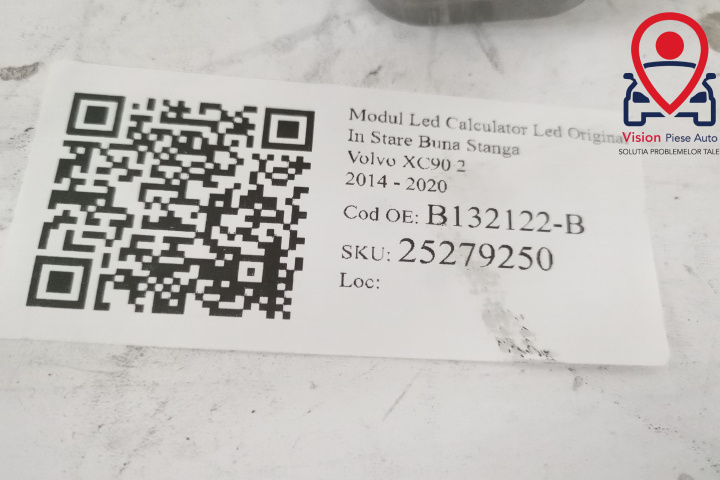 Modul Led Calculator Led Original
In Stare Buna Stanga
Volvo XC90 2
2014 - 2020
Cod OE: B132122-B
SKU: 25279250
Loc:
Vision Piese Auto
SOLUTIA PROBLEMELOR TALE